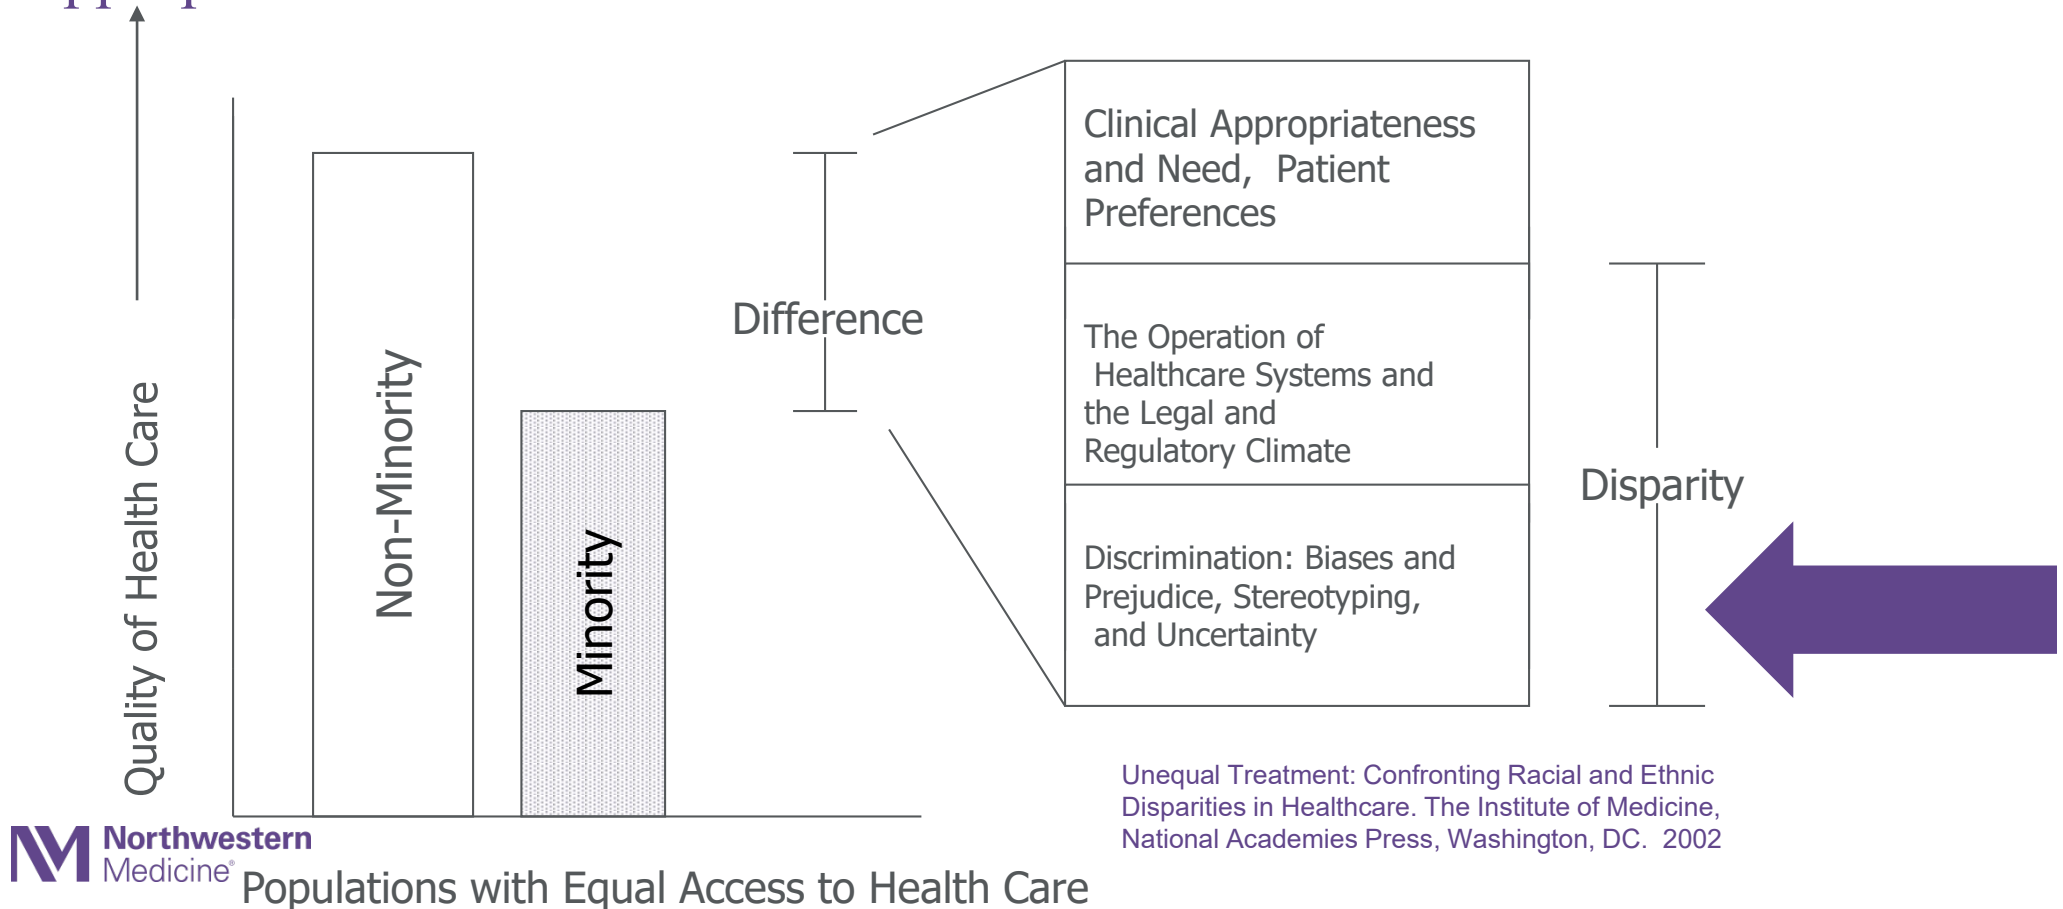 Quality of Health Care
Non-Minority
Minority
Difference
Clinical Appropriateness
and Need, Patient
Preferences
The Operation of
Healthcare Systems and
the Legal and
Regulatory Climate
Discrimination: Biases and
Prejudice, Stereotyping,
and Uncertainty
Disparity
Unequal Treatment: Confronting Racial and Ethnic
Disparities in Healthcare. The Institute of Medicine,
National Academies Press, Washington, DC. 2002
NM Northwestern
Medicine®
Populations with Equal Access to Health Care